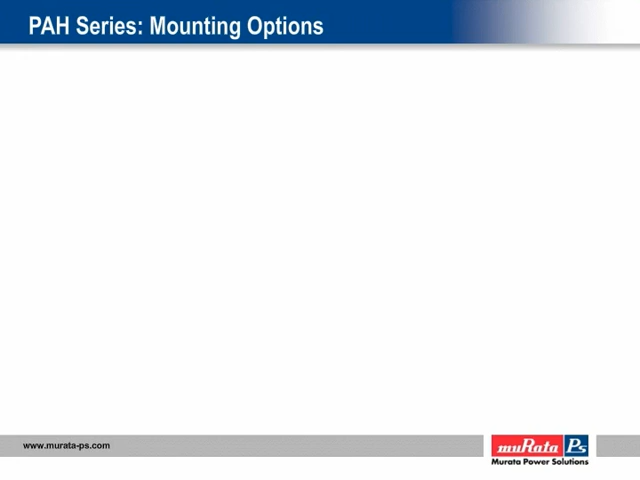 PAH Series: Mounting Options
www.murata-ps.com
muRata Ps
Murata Power Solutions